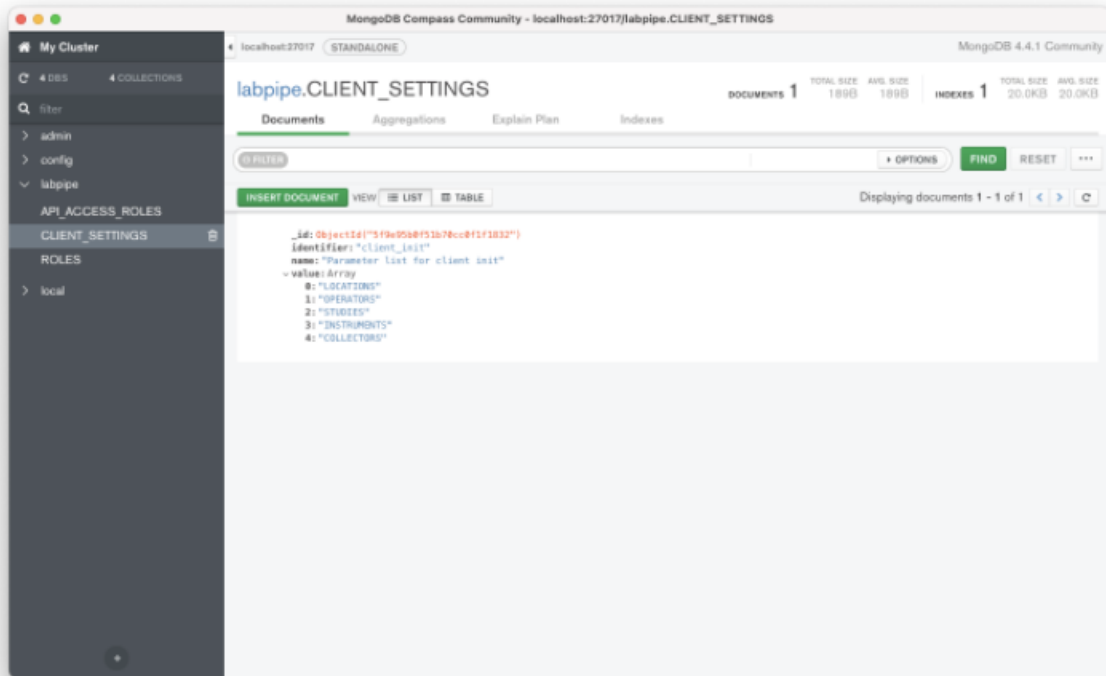 MongoDB Compass Community - localhost:27017/labpipe.CLIENT_SETTINGS
My Cluster
localhost:27017 STANDALONE
MongoDB 4.4.1 Community
4 DBS 4 COLLECTIONS
filter
admin
config
labpipe
API_ACCESS_ROLES
CLIENT_SETTINGS
ROLES
local
labpipe.CLIENT_SETTINGS
DOCUMENTS 1 TOTAL SIZE 189B AVG. SIZE 189B INDEXES 1 TOTAL SIZE 20.0KB AVG. SIZE 20.0KB
Documents Aggregations Explain Plan Indexes
FILTER OPTIONS FIND RESET
INSERT DOCUMENT VIEW LIST TABLE Displaying documents 1 - 1 of 1
_id: ObjectId("5f9e95b0f51b70cc0f1f1832")
identifier: "client_init"
name: "Parameter list for client init"
value: Array
0: "LOCATIONS"
1: "OPERATORS"
2: "STUDIES"
3: "INSTRUMENTS"
4: "COLLECTORS"